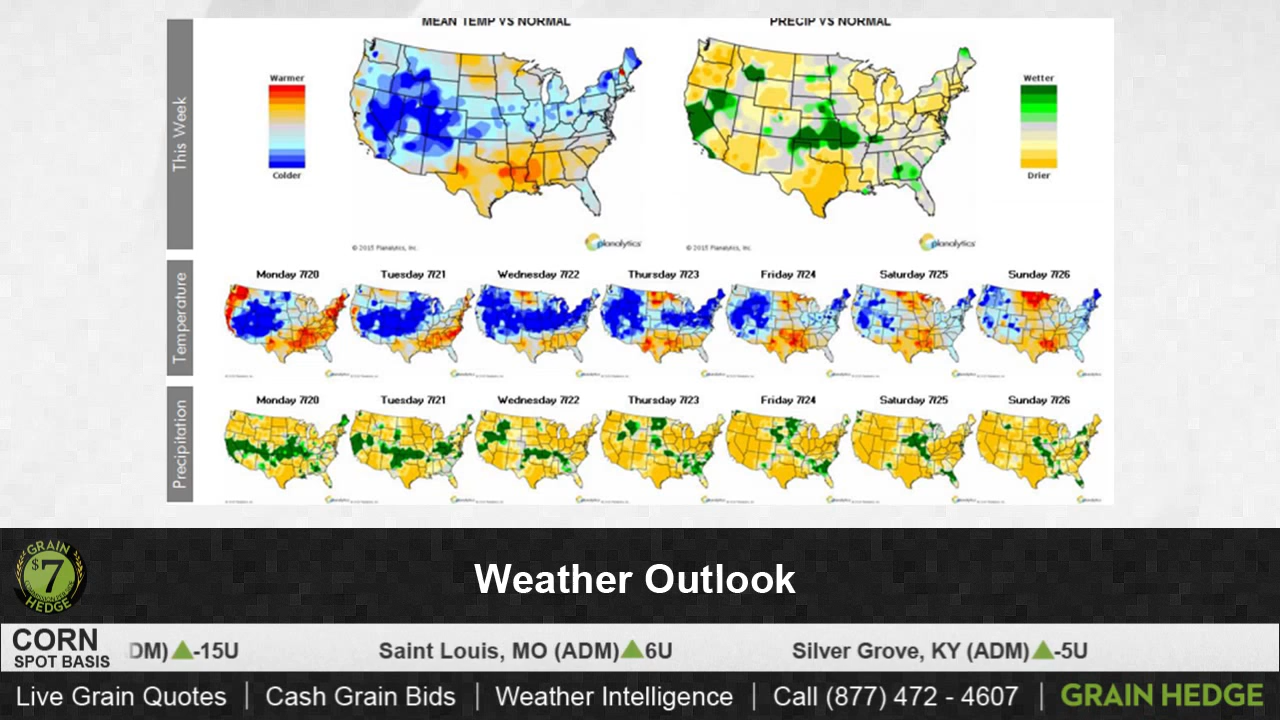 MEAN TEMP VS NORMAL
PRECIP VS NORMAL
This Week
Warmer
Colder
Wetter
Drier
© 2015 Planalytics, Inc.
planalytics
© 2015 Planalytics, Inc.
planalytics
Temperature
Monday 7/20
Tuesday 7/21
Wednesday 7/22
Thursday 7/23
Friday 7/24
Saturday 7/25
Sunday 7/26
Precipitation
Monday 7/20
Tuesday 7/21
Wednesday 7/22
Thursday 7/23
Friday 7/24
Saturday 7/25
Sunday 7/26
GRAIN
$7
HEDGE
Weather Outlook
CORN
SPOT BASIS
DM) -15U Saint Louis, MO (ADM) 6U Silver Grove, KY (ADM) -5U
Live Grain Quotes | Cash Grain Bids | Weather Intelligence | Call (877) 472 - 4607 | GRAIN HEDGE